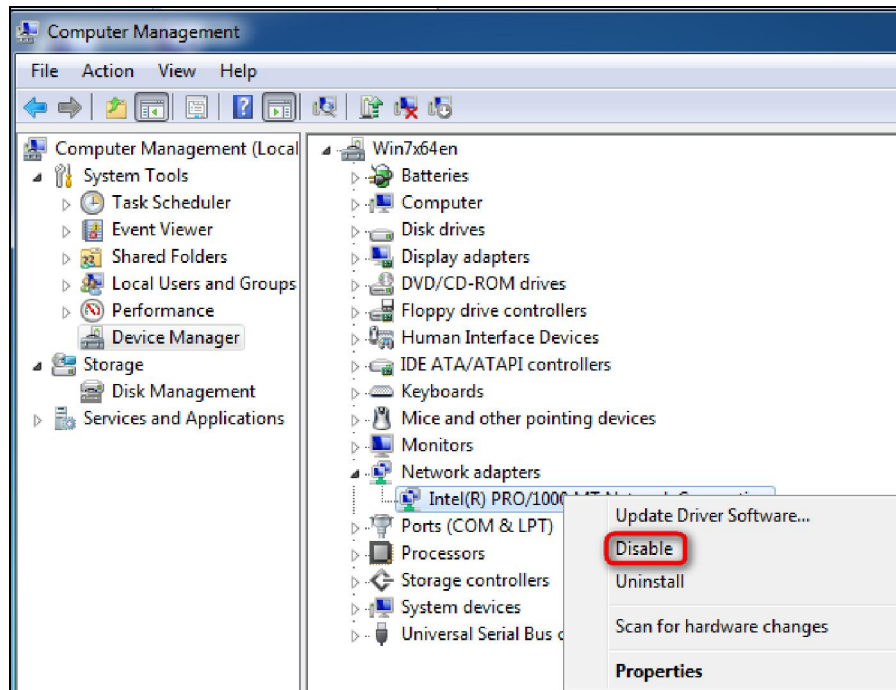 Computer Management
File Action View Help
Computer Management (Local
System Tools
Task Scheduler
Event Viewer
Shared Folders
Local Users and Groups
Performance
Device Manager
Storage
Disk Management
Services and Applications
Win7x64en
Batteries
Computer
Disk drives
Display adapters
DVD/CD-ROM drives
Floppy drive controllers
Human Interface Devices
IDE ATA/ATAPI controllers
Keyboards
Mice and other pointing devices
Monitors
Network adapters
Intel(R) PRO/1000 MT Network Connection
Ports (COM & LPT)
Processors
Storage controllers
System devices
Universal Serial Bus
Update Driver Software...
Disable
Uninstall
Scan for hardware changes
Properties